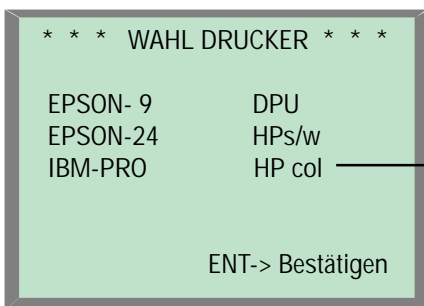 * * * WAHL DRUCKER * * *
EPSON- 9 DPU
EPSON-24 HPs/w
IBM-PRO HP col
ENT-> Bestätigen